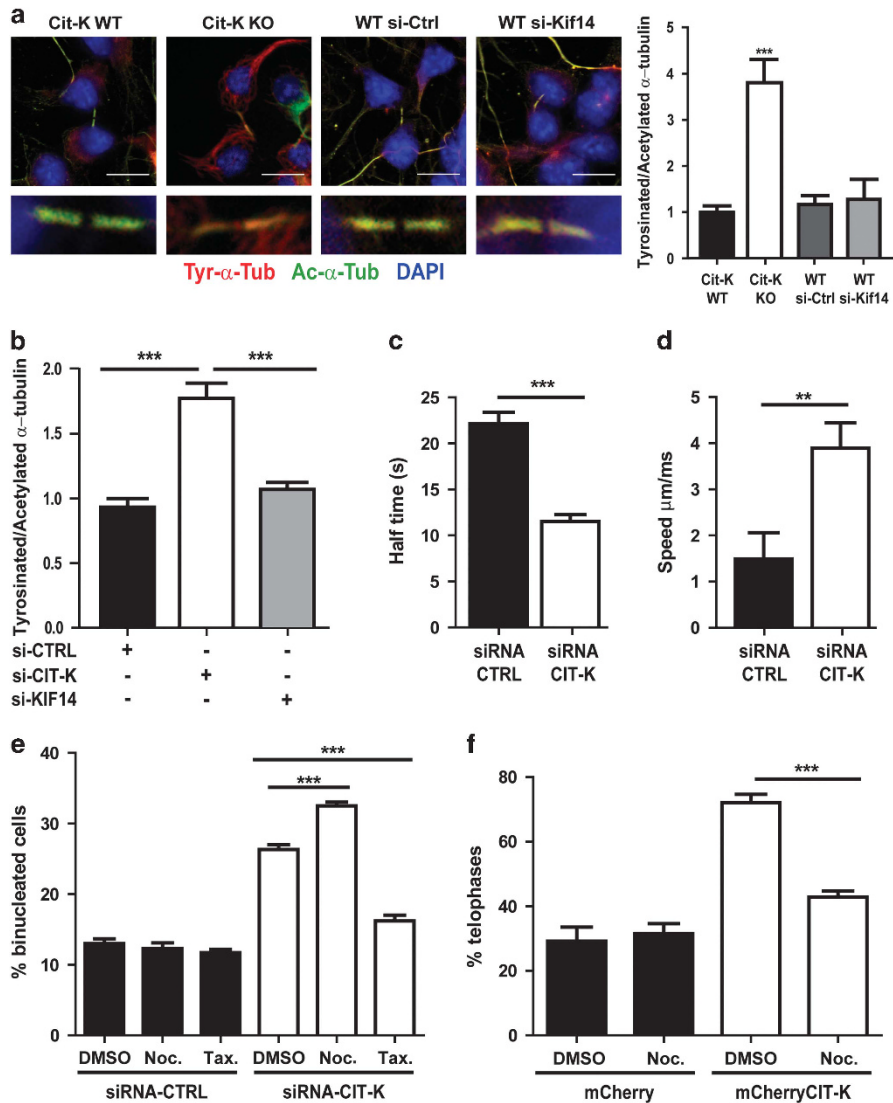 a
Cit-K WT
Cit-K KO
WT si-Ctrl
WT si-Kif14
Tyr-α-Tub Ac-α-Tub DAPI
Tyrosinated/Acetylated α-tubulin
5
4
3
2
1
0
***
Cit-K WT
Cit-K KO
WT si-Ctrl
WT si-Kif14
b
Tyrosinated/Acetylated α-tubulin
2.0
1.5
1.0
0.5
0.0
*** ***
si-CTRL + - -
si-CIT-K - + -
si-KIF14 - - +
c
Half time (s)
25
20
15
10
5
0
***
siRNA CTRL
siRNA CIT-K
d
Speed μm/ms
5
4
3
2
1
0
**
siRNA CTRL
siRNA CIT-K
e
% binucleated cells
40
30
20
10
0
***
***
DMSO Noc. Tax. DMSO Noc. Tax.
siRNA-CTRL siRNA-CIT-K
f
% telophases
80
60
40
20
0
***
DMSO Noc. DMSO Noc.
mCherry mCherryCIT-K